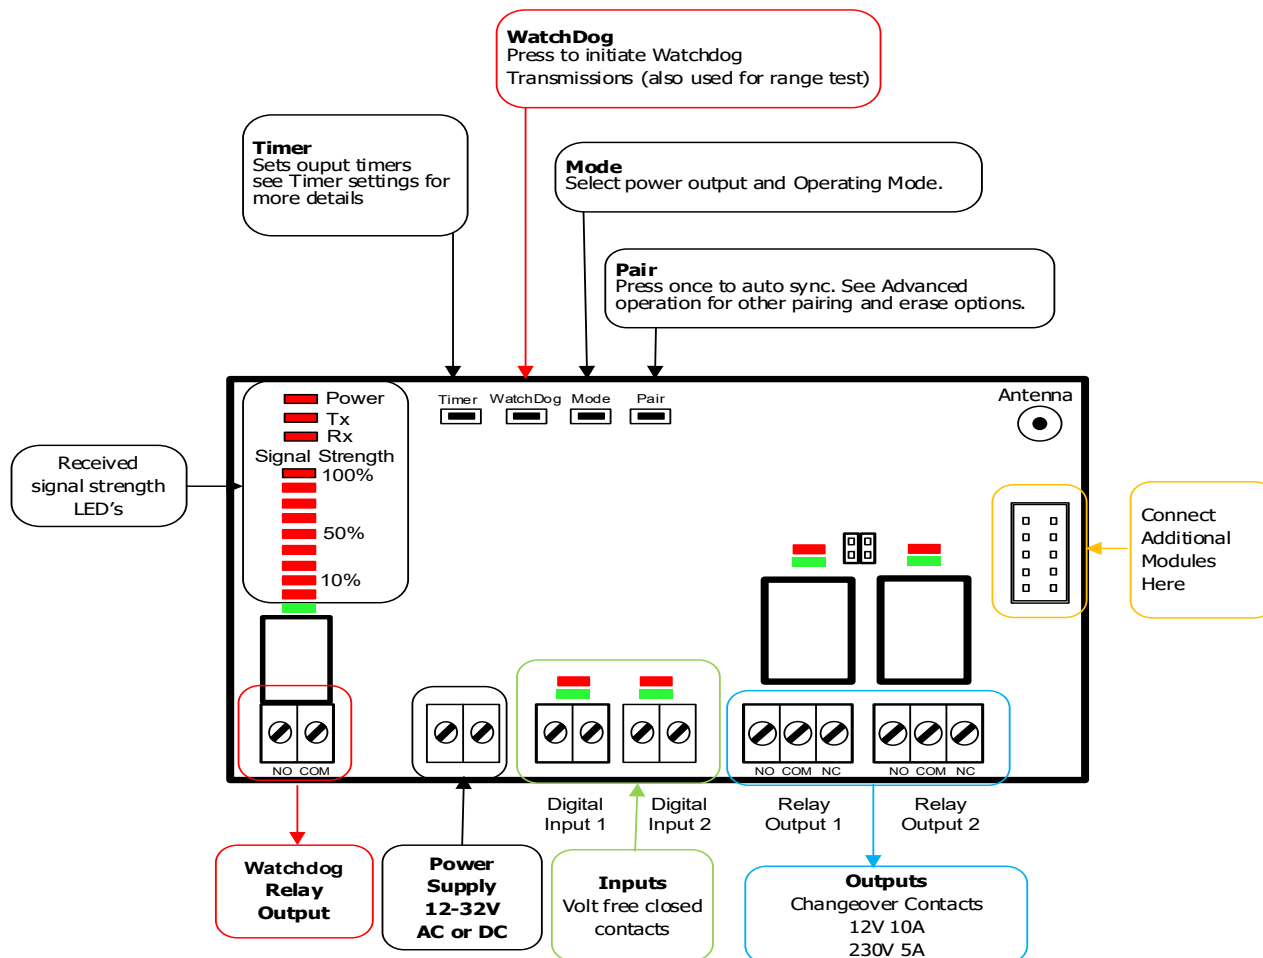 WatchDog
Press to initiate Watchdog
Transmissions (also used for range test)
Timer
Sets ouput timers
see Timer settings for
more details
Mode
Select power output and Operating Mode.
Pair
Press once to auto sync. See Advanced
operation for other pairing and erase options.
Power
Tx
Rx
Signal Strength
100%
50%
10%
Timer
WatchDog
Mode
Pair
Antenna
Received
signal strength
LED's
Connect
Additional
Modules
Here
NO COM
NO COM NC
NO COM NC
Digital
Input 1
Digital
Input 2
Relay
Output 1
Relay
Output 2
Watchdog
Relay
Output
Power
Supply
12-32V
AC or DC
Inputs
Volt free closed
contacts
Outputs
Changeover Contacts
12V 10A
230V 5A